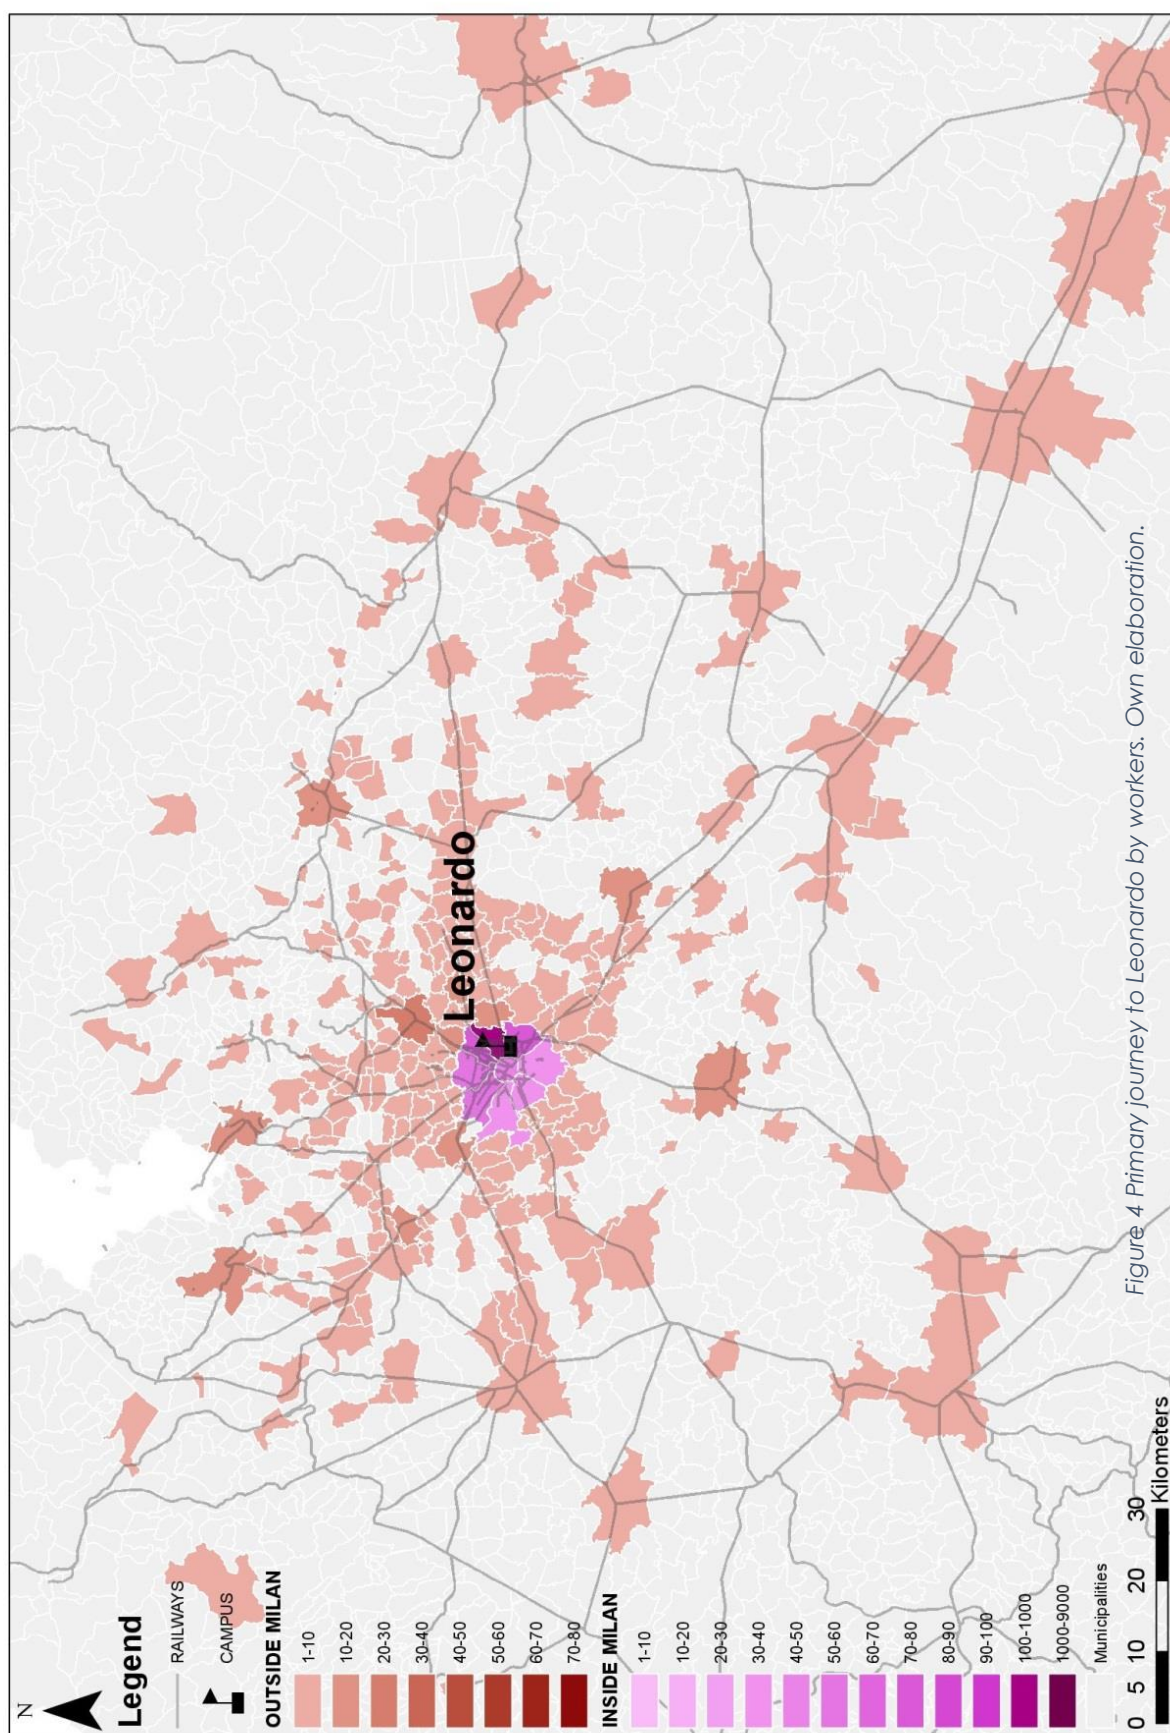 N
Legend
RAILWAYS
CAMPUS
OUTSIDE MILAN
1-10
10-20
20-30
30-40
40-50
50-60
60-70
70-80
INSIDE MILAN
1-10
10-20
20-30
30-40
40-50
50-60
60-70
70-80
80-90
90-100
100-1000
1000-9000
Municipalities
0 5 10 20 30
Kilometers
Leonardo
Figure 4 Primary journey to Leonardo by workers. Own elaboration.